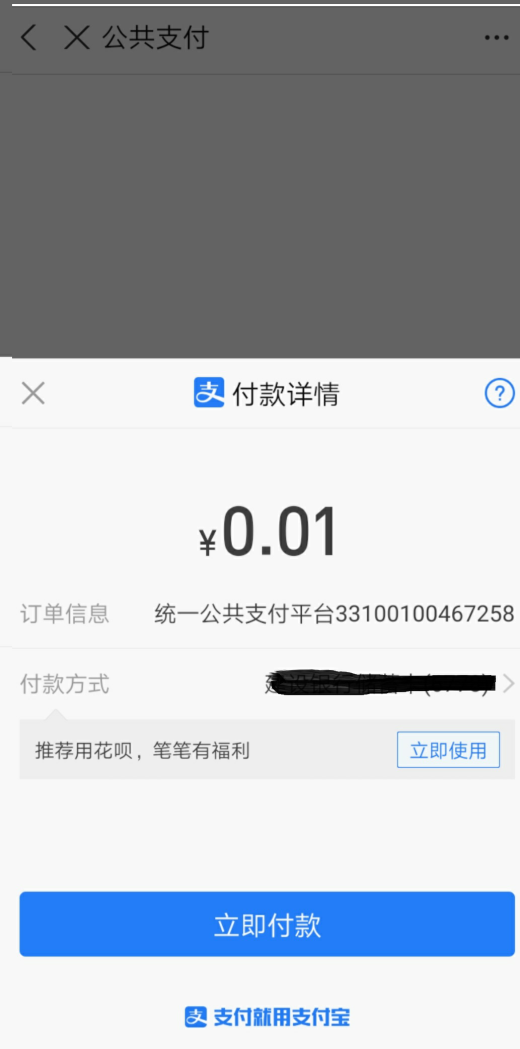 公共支付
支 付款详情
?
¥0.01
订单信息 统一公共支付平台33100100467258
付款方式
推荐用花呗，笔笔有福利 立即使用
立即付款
支 支付就用支付宝